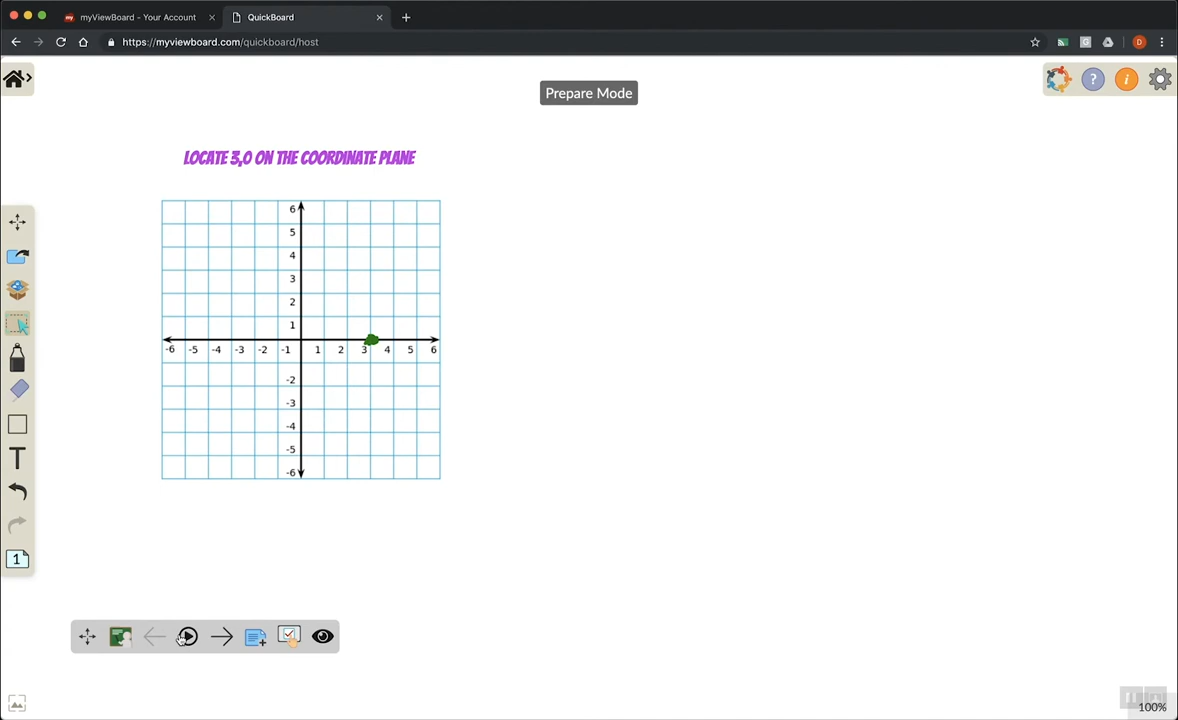 myViewBoard - Your Account
QuickBoard
https://myviewboard.com/quickboard/host
D
Prepare Mode
?
i
LOCATE 3,0 ON THE COORDINATE PLANE
6
5
4
3
2
1
-6 -5 -4 -3 -2 -1 1 2 3 4 5 6
-2
-3
-4
-5
-6
T
1
100%